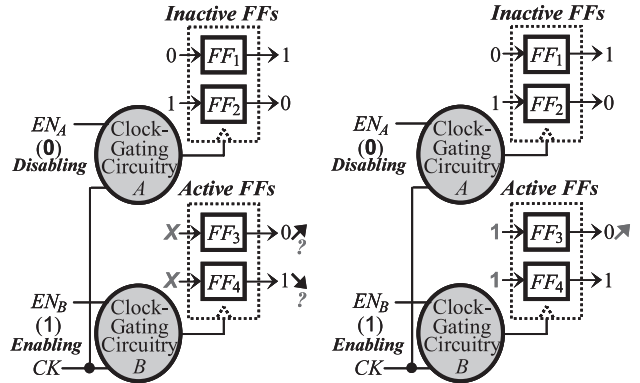 Inactive FFs
0 FF1 1
1 FF2 0
ENA
(0)
Disabling
Clock-
Gating
Circuitry
A
Active FFs
X FF3 0 ?
X FF4 1 ?
ENB
(1)
Enabling
CK
Clock-
Gating
Circuitry
B
Inactive FFs
0 FF1 1
1 FF2 0
ENA
(0)
Disabling
Clock-
Gating
Circuitry
A
Active FFs
1 FF3 0
1 FF4 1
ENB
(1)
Enabling
CK
Clock-
Gating
Circuitry
B